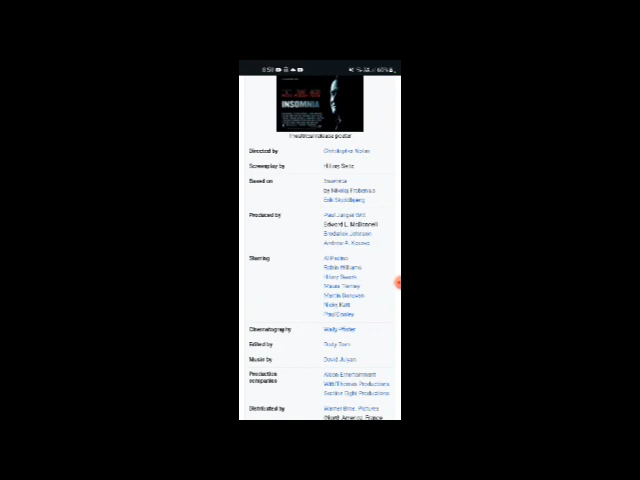 INSOMNIA
Theatrical release poster
Directed by Christopher Nolan
Screenplay by Hillary Seitz
Based on Insomnia
by Nikolaj Frobenius
Erik Skjoldbjærg
Produced by Paul Junger Witt
Edward L. McDonnell
Broderick Johnson
Andrew A. Kosove
Starring Al Pacino
Robin Williams
Hilary Swank
Maura Tierney
Martin Donovan
Nicky Katt
Paul Dooley
Cinematography Wally Pfister
Edited by Dody Dorn
Music by David Julyan
Production Alcon Entertainment
companies Witt/Thomas Productions
Section Eight Productions
Distributed by Warner Bros. Pictures
(North America, France